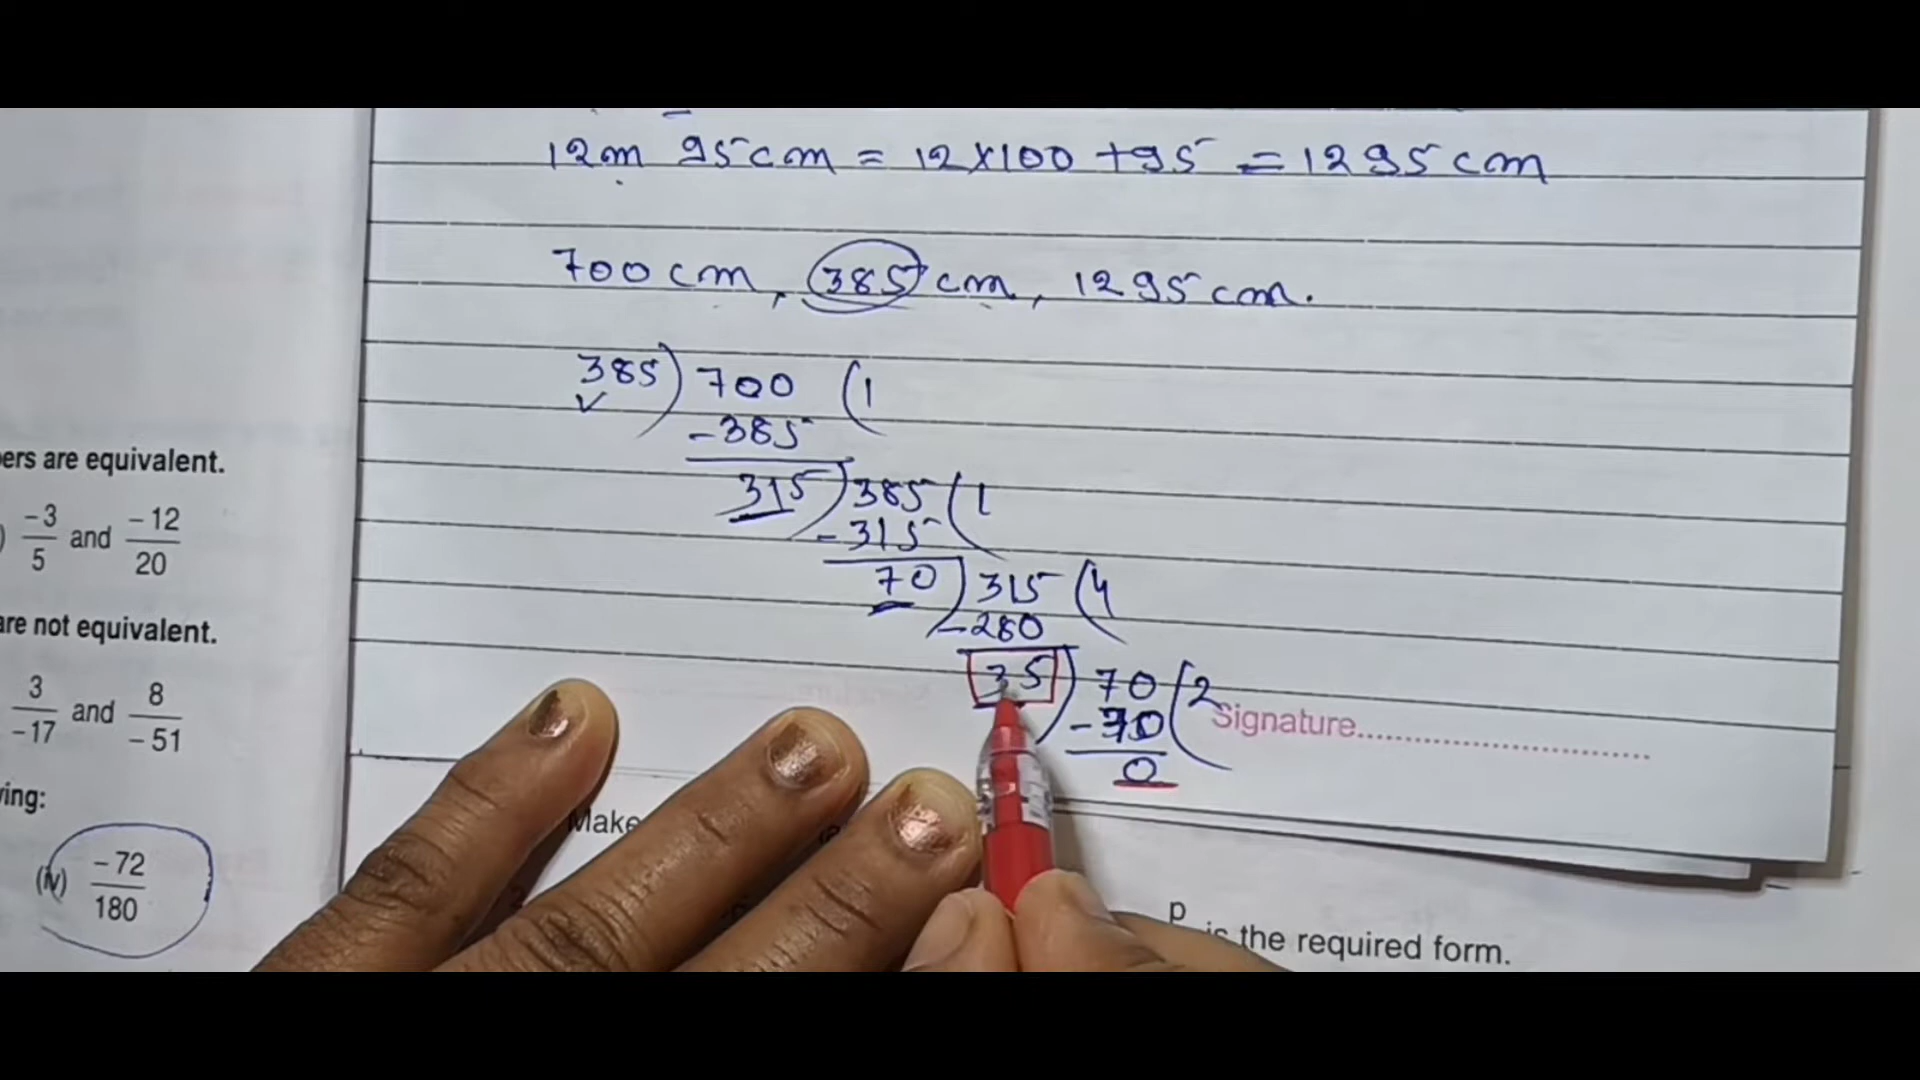 12m 95cm = 12×100 +95 = 1295 cm
700 cm, 385 cm, 1295 cm.
385) 700 (1
-385
315) 385 (1
-315
70) 315 (4
-280
35) 70 (2
-70
0
Signature
Make
p
is the required form.
ers are equivalent.
) -3/5 and -12/20
are not equivalent.
3/-17 and 8/-51
ing:
(iv) -72/180